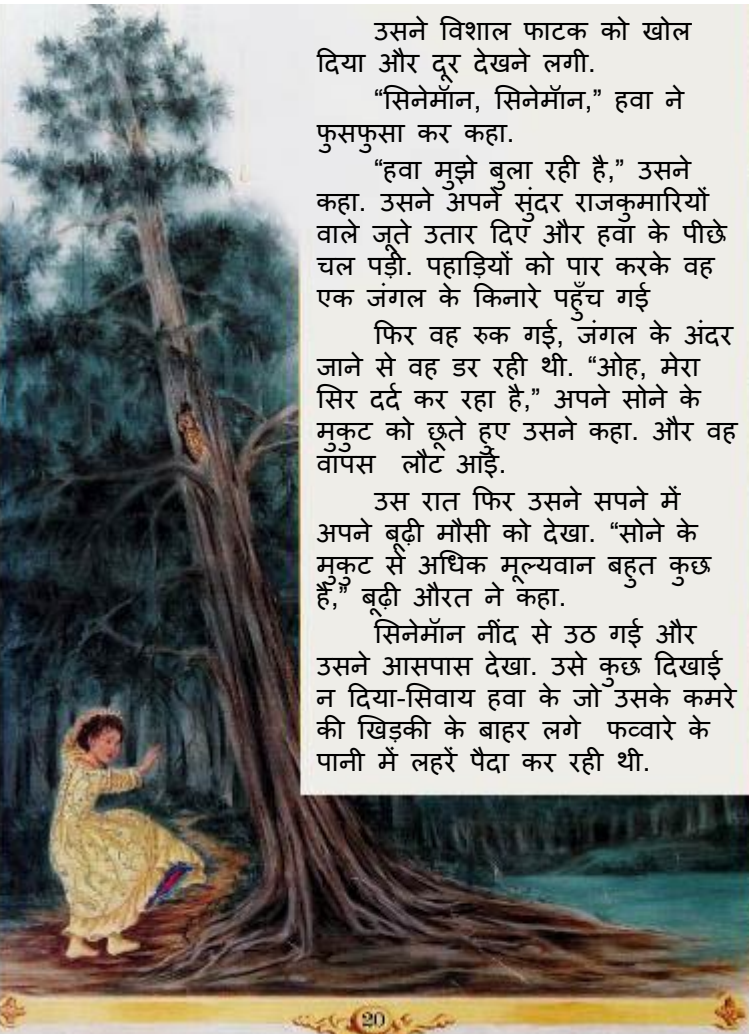 उसने विशाल फाटक को खोल
दिया और दूर देखने लगी.
“सिनेमॉन, सिनेमॉन,” हवा ने
फुसफुसा कर कहा.
“हवा मुझे बुला रही है,” उसने
कहा. उसने अपने सुंदर राजकुमारियों
वाले जूते उतार दिए और हवा के पीछे
चल पड़ी. पहाड़ियों को पार करके वह
एक जंगल के किनारे पहुँच गई
फिर वह रुक गई, जंगल के अंदर
जाने से वह डर रही थी. “ओह, मेरा
सिर दर्द कर रहा है,” अपने सोने के
मुकुट को छूते हुए उसने कहा. और वह
वापस लौट आई.
उस रात फिर उसने सपने में
अपने बूढ़ी मौसी को देखा. “सोने के
मुकुट से अधिक मूल्यवान बहुत कुछ
है,” बूढ़ी औरत ने कहा.
सिनेमॉन नींद से उठ गई और
उसने आसपास देखा. उसे कुछ दिखाई
न दिया-सिवाय हवा के जो उसके कमरे
की खिड़की के बाहर लगे फव्वारे के
पानी में लहरें पैदा कर रही थी.
20